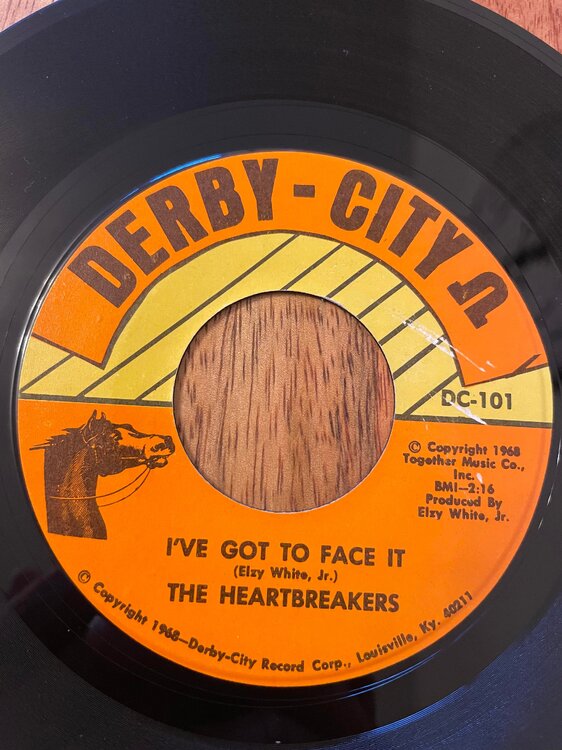 DERBY-CITY
DC-101
© Copyright 1968
Together Music Co.,
Inc.
BMI—2:16
Produced By
Elzy White, Jr.
I'VE GOT TO FACE IT
(Elzy White, Jr.)
THE HEARTBREAKERS
© Copyright 1968—Derby-City Record Corp., Louisville, Ky. 40211